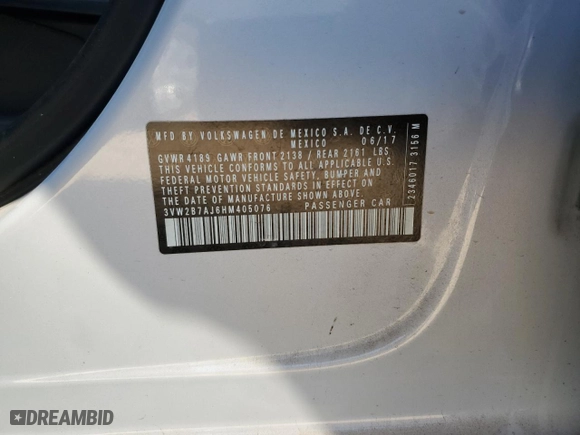 MFD BY VOLKSWAGEN DE MEXICO S.A. DE C.V.
MEXICO 06/17
GVWR 4189 GAWR FRONT 2138 / REAR 2161 LBS
THIS VEHICLE CONFORMS TO ALL APPLICABLE U.S.
FEDERAL MOTOR VEHICLE SAFETY, BUMPER AND
THEFT PREVENTION STANDARDS IN EFFECT ON THE
DATE OF MANUFACTURE SHOWN ABOVE
3VW2B7AJ6HM405076 PASSENGER CAR
2346017 3156 M
DREAMBID